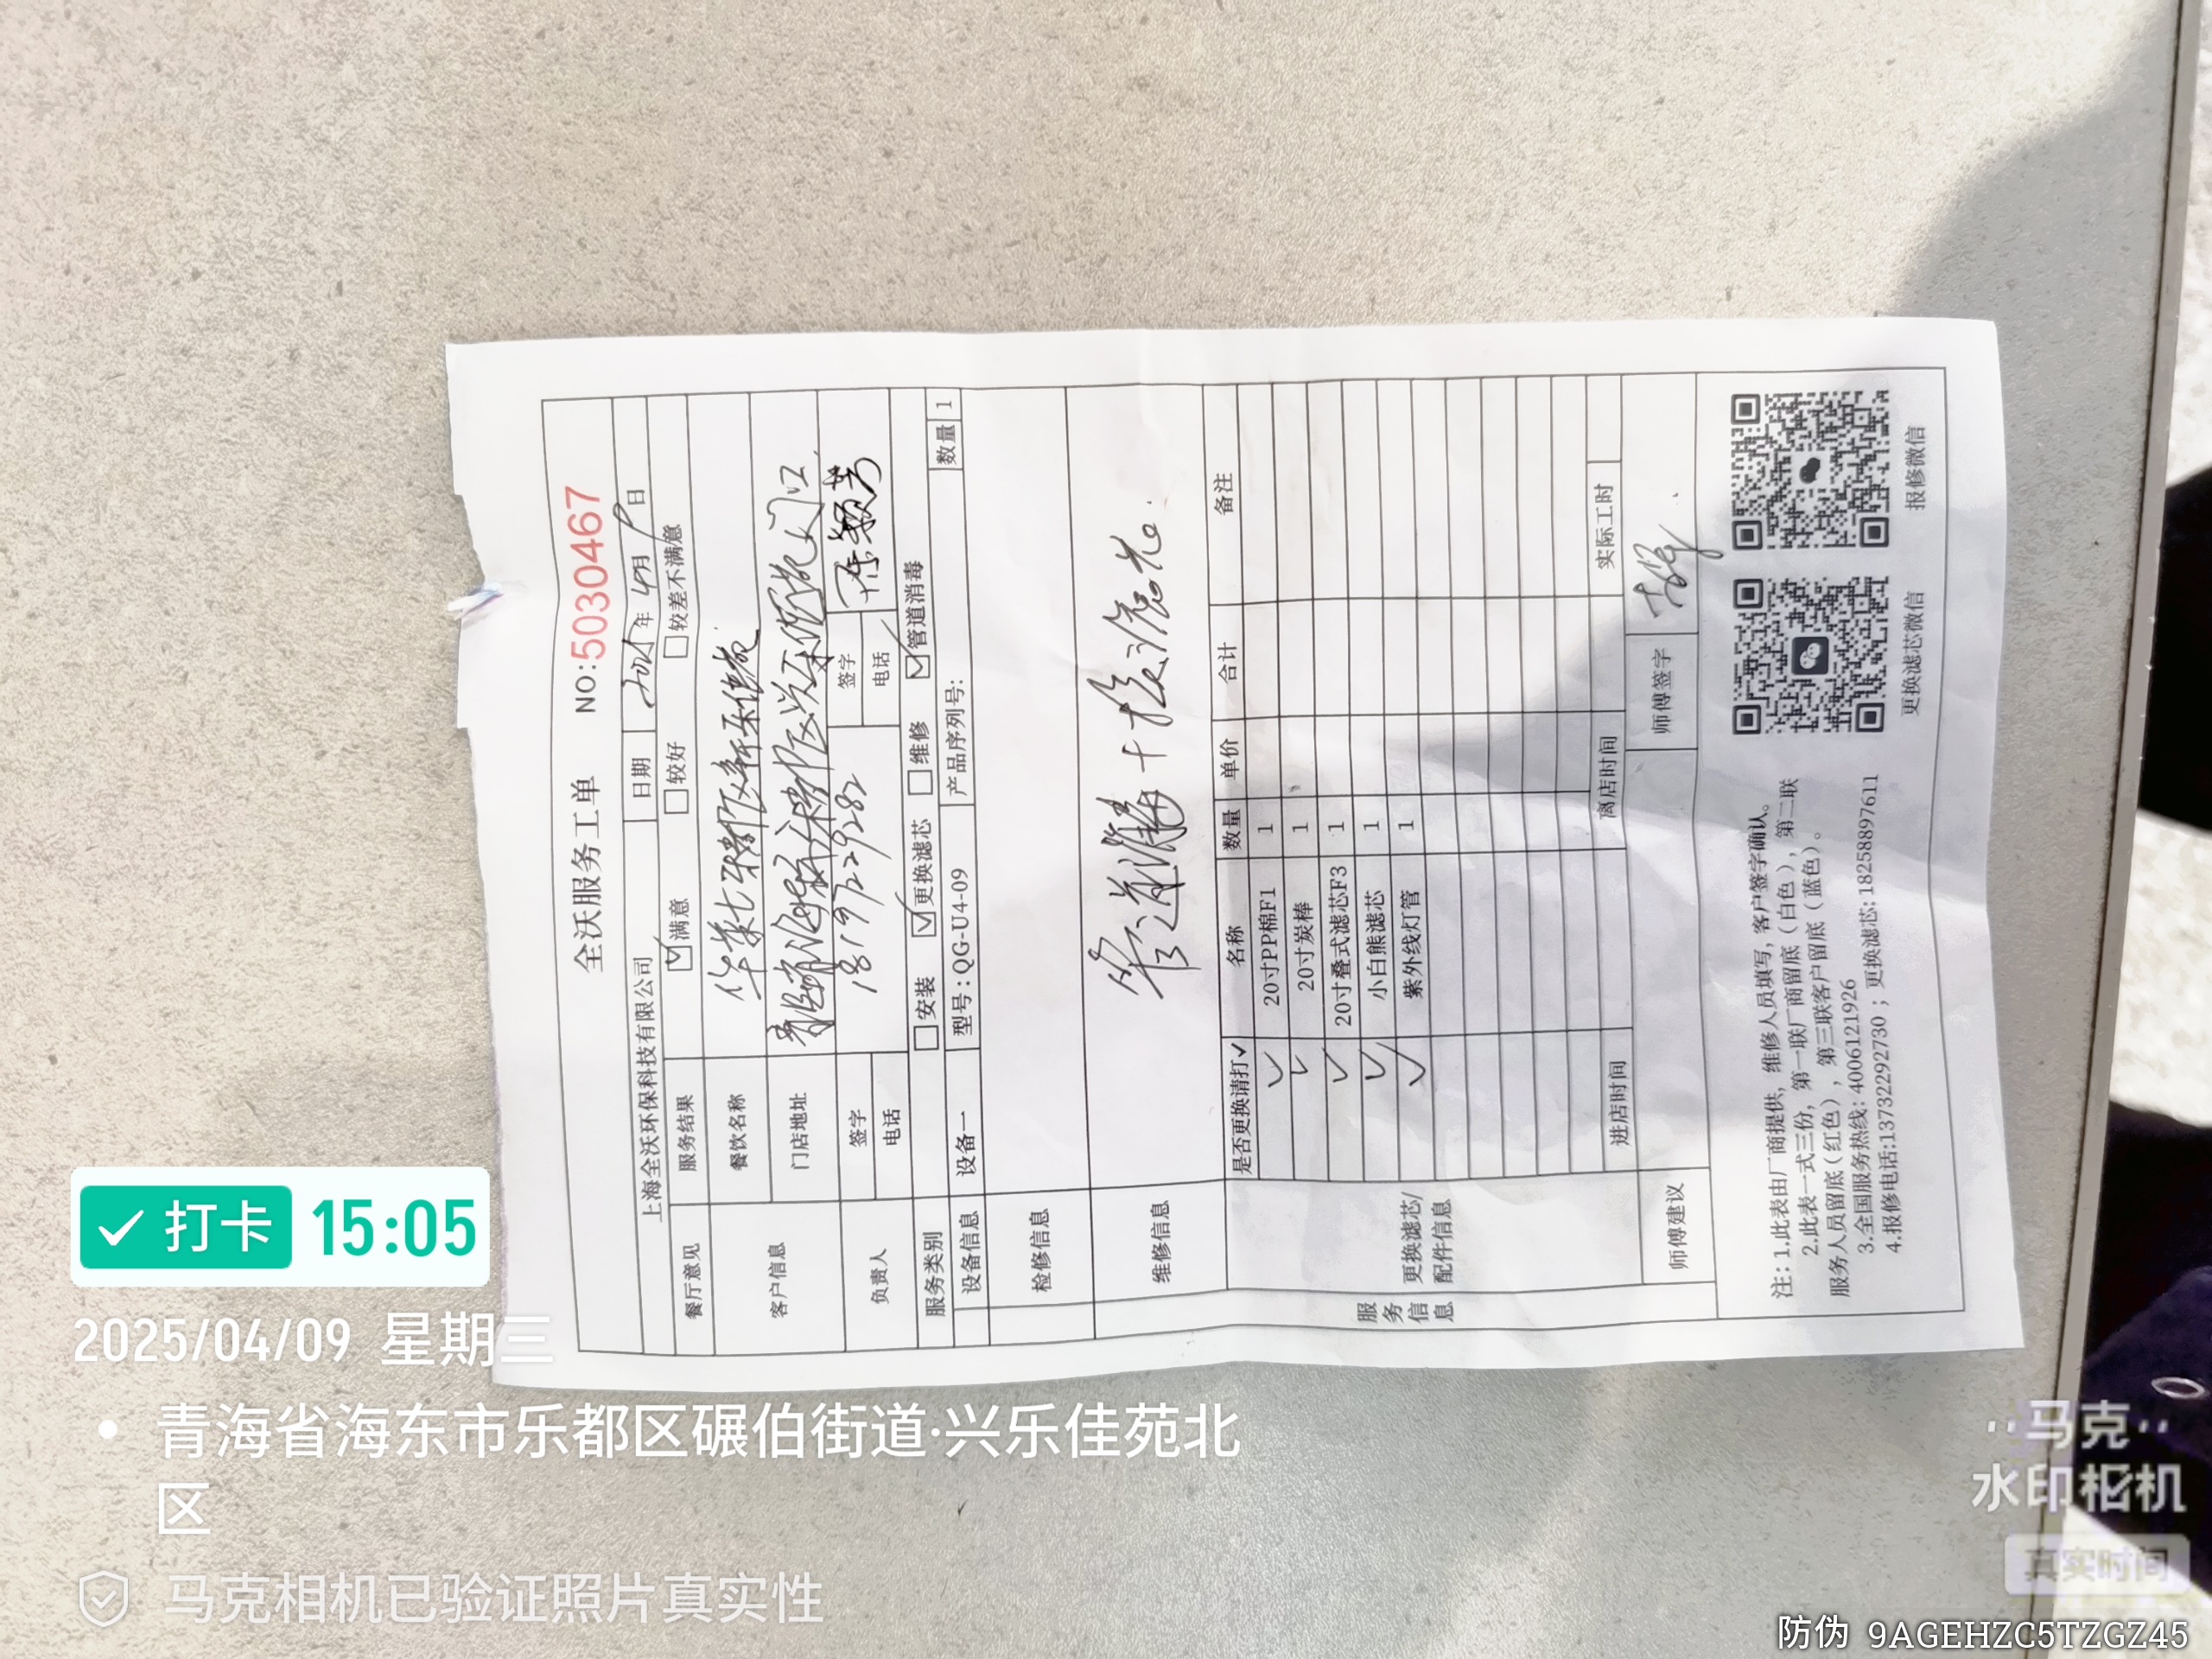 全沃服务工单 NO:5030467
上海全沃环保科技有限公司 日期 2025年4月9日
餐厅意见 服务结果 ☑满意 □较好 □较差不满意
客户信息 餐饮名称 华莱士
门店地址
负责人 签字 18197229282 签字
电话 电话
服务类别 □安装 ☑更换滤芯 □维修 ☑管道消毒
设备信息 设备一 型号:QG-U4-09 产品序列号: 数量 1
检修信息
维修信息
服务信息
更换滤芯/配件信息
是否更换请打✓ 名称 数量 单价 合计 备注
✓ 20寸PP棉F1 1
✓ 20寸炭棒 1
✓ 20寸叠式滤芯F3 1
✓ 小白熊滤芯 1
✓ 紫外线灯管 1
进店时间 离店时间 实际工时
师傅建议 师傅签字
注:1.此表由厂商提供,维修人员填写,客户签字确认。
2.此表一式三份,第一联厂商留底(白色),第二联
服务人员留底(红色),第三联客户留底(蓝色)。
3.全国服务热线:4006121926
4.报修电话:13732292730;更换滤芯:18258897611
更换滤芯微信 报修微信
打卡 15:05
2025/04/09 星期三
青海省海东市乐都区碾伯街道·兴乐佳苑北
区
马克相机已验证照片真实性
马克
水印相机
真实时间
防伪 9AGEHZC5TZGZ45